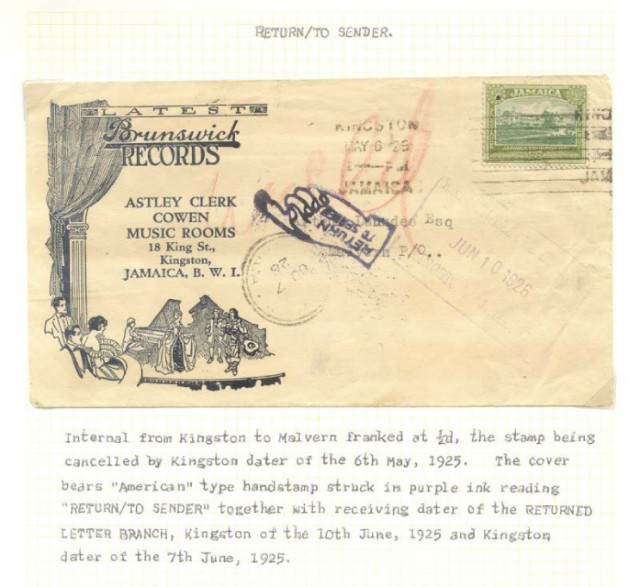 RETURN/TO SENDER.
LATEST
Brunswick
RECORDS
ASTLEY CLERK
COWEN
MUSIC ROOMS
18 King St.,
Kingston,
JAMAICA, B. W. I.
KINGSTON
MAY 6 25
JAMAICA
JAMAICA
KING
JAM
RETURN
TO SENDER
Esq
P/O,.
JUN 10 1925
JU 7
Internal from Kingston to Malvern franked at ½d, the stamp being
cancelled by Kingston dater of the 6th May, 1925. The cover
bears "American" type handstamp struck in purple ink reading
"RETURN/TO SENDER" together with receiving dater of the RETURNED
LETTER BRANCH, Kingston of the 10th June, 1925 and Kingston
dater of the 7th June, 1925.